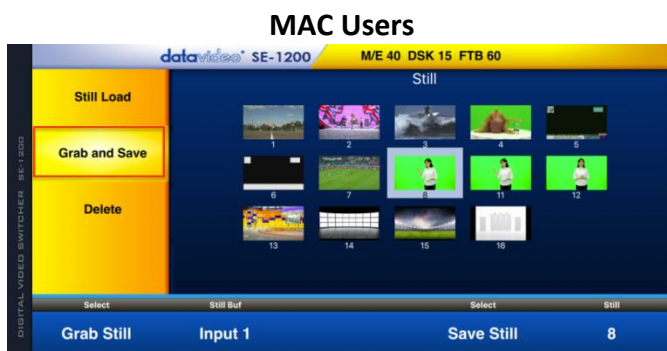 MAC Users
datavideo® SE-1200 M/E 40 DSK 15 FTB 60
Still
Still Load
Grab and Save
Delete
1 2 3 4 5
6 7 8 11 12
13 14 15 16
DIGITAL VIDEO SWITCHER SE-1200
Select Still Buf Select Still
Grab Still Input 1 Save Still 8